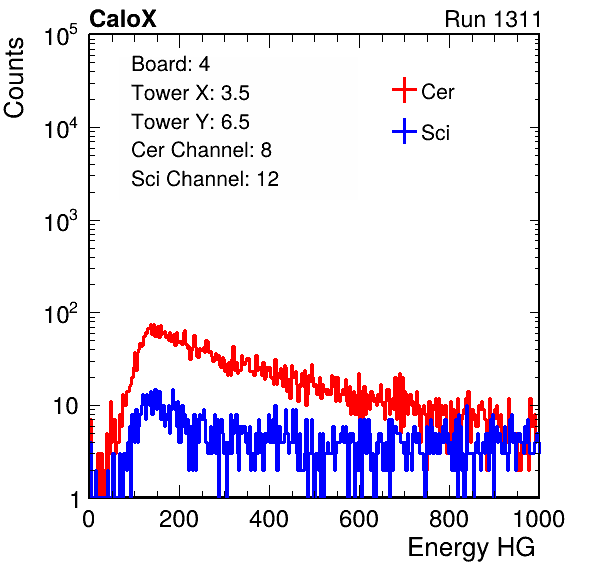 CaloX Run 1311
Counts
10^5
10^4
10^3
10^2
10
1
Board: 4
Tower X: 3.5
Tower Y: 6.5
Cer Channel: 8
Sci Channel: 12
Cer
Sci
0 200 400 600 800 1000
Energy HG